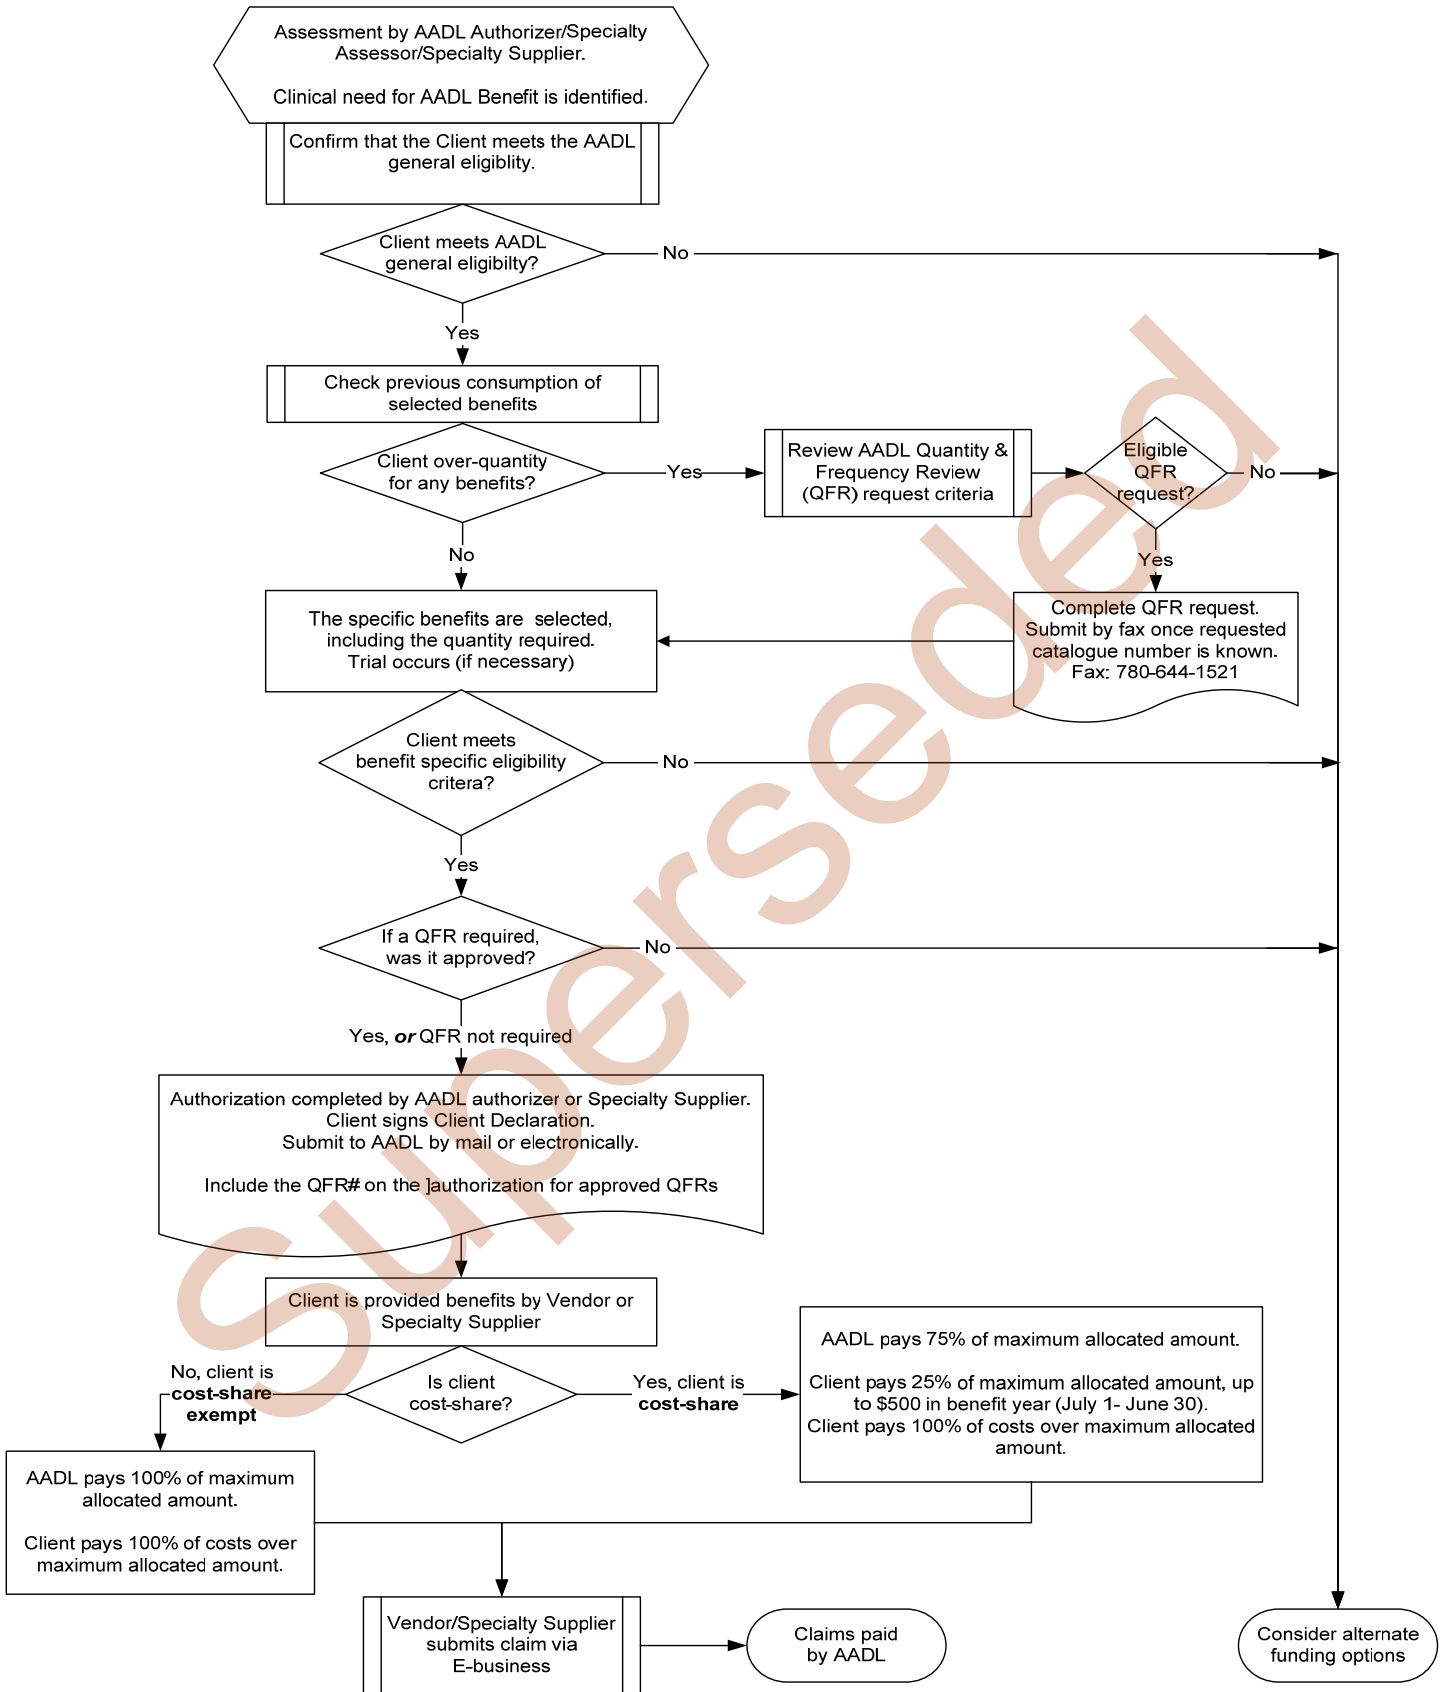 Assessment by AADL Authorizer/Specialty
Assessor/Specialty Supplier.
Clinical need for AADL Benefit is identified.
Confirm that the Client meets the AADL
general eligiblity.
Client meets AADL
general eligibilty?
No
Yes
Check previous consumption of
selected benefits
Client over-quantity
for any benefits?
Yes
Review AADL Quantity &
Frequency Review
(QFR) request criteria
Eligible
QFR
request?
No
No
Yes
The specific benefits are selected,
including the quantity required.
Trial occurs (if necessary)
Complete QFR request.
Submit by fax once requested
catalogue number is known.
Fax: 780-644-1521
Client meets
benefit specific eligibility
critera?
No
Yes
If a QFR required,
was it approved?
No
Yes, or QFR not required
Authorization completed by AADL authorizer or Specialty Supplier.
Client signs Client Declaration.
Submit to AADL by mail or electronically.
Include the QFR# on the ]authorization for approved QFRs
Client is provided benefits by Vendor or
Specialty Supplier
Is client
cost-share?
No, client is
cost-share
exempt
Yes, client is
cost-share
AADL pays 75% of maximum allocated amount.
Client pays 25% of maximum allocated amount, up
to $500 in benefit year (July 1- June 30).
Client pays 100% of costs over maximum allocated
amount.
AADL pays 100% of maximum
allocated amount.
Client pays 100% of costs over
maximum allocated amount.
Vendor/Specialty Supplier
submits claim via
E-business
Claims paid
by AADL
Consider alternate
funding options
Superseded